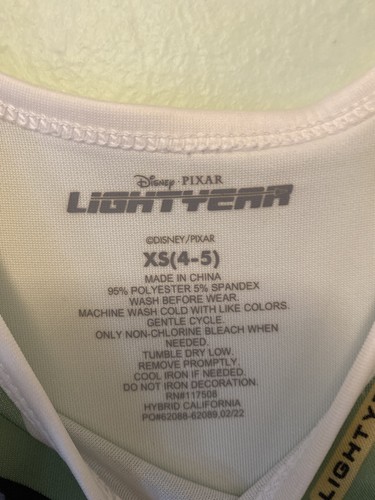 Disney · PIXAR
LIGHTYEAR
©DISNEY/PIXAR
XS(4-5)
MADE IN CHINA
95% POLYESTER 5% SPANDEX
WASH BEFORE WEAR.
MACHINE WASH COLD WITH LIKE COLORS.
GENTLE CYCLE.
ONLY NON-CHLORINE BLEACH WHEN
NEEDED.
TUMBLE DRY LOW.
REMOVE PROMPTLY.
COOL IRON IF NEEDED.
DO NOT IRON DECORATION.
RN#117508
HYBRID CALIFORNIA
PO#62088-62089,02/22
LIGHTY